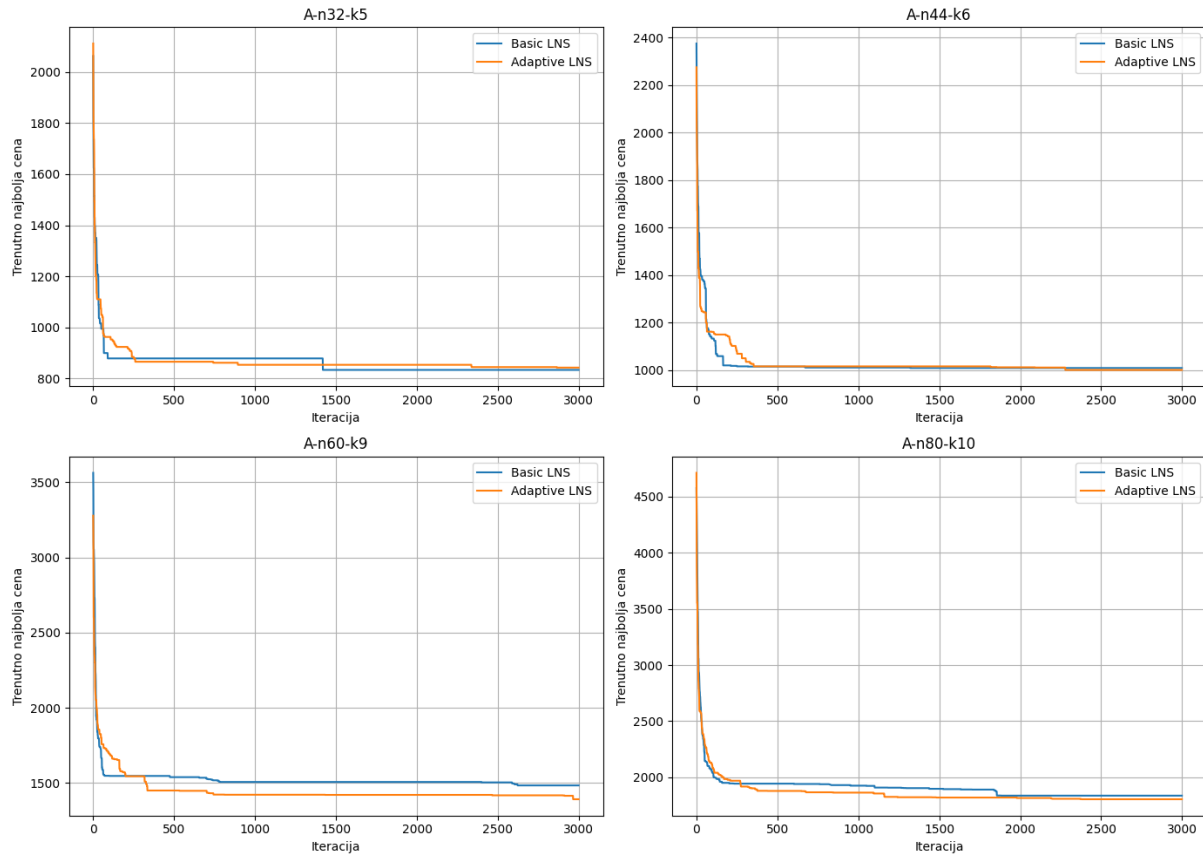 A-n32-k5
Trenutno najbolja cena
2000
1800
1600
1400
1200
1000
800
Basic LNS
Adaptive LNS
0 500 1000 1500 2000 2500 3000
Iteracija
A-n44-k6
Trenutno najbolja cena
2400
2200
2000
1800
1600
1400
1200
1000
Basic LNS
Adaptive LNS
0 500 1000 1500 2000 2500 3000
Iteracija
A-n60-k9
Trenutno najbolja cena
3500
3000
2500
2000
1500
Basic LNS
Adaptive LNS
0 500 1000 1500 2000 2500 3000
Iteracija
A-n80-k10
Trenutno najbolja cena
4500
4000
3500
3000
2500
2000
Basic LNS
Adaptive LNS
0 500 1000 1500 2000 2500 3000
Iteracija